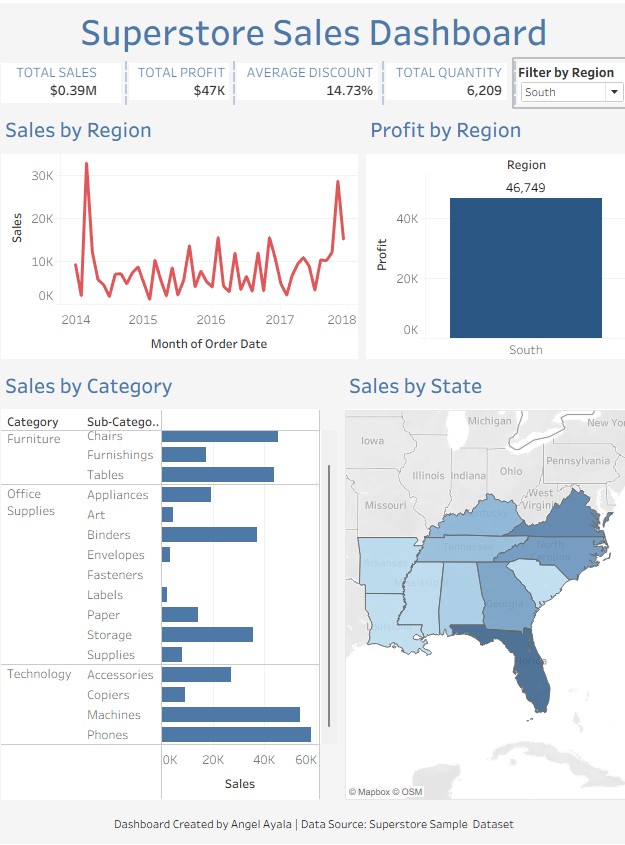 Superstore Sales Dashboard
TOTAL SALES
$0.39M
TOTAL PROFIT
$47K
AVERAGE DISCOUNT
14.73%
TOTAL QUANTITY
6,209
Filter by Region
South
Sales by Region
Sales
30K
20K
10K
0K
2014 2015 2016 2017 2018
Month of Order Date
Profit by Region
Region
46,749
Profit
40K
20K
0K
South
Sales by Category
Category Sub-Catego..
Furniture Chairs
Furnishings
Tables
Office Supplies Appliances
Art
Binders
Envelopes
Fasteners
Labels
Paper
Storage
Supplies
Technology Accessories
Copiers
Machines
Phones
0K 20K 40K 60K
Sales
Sales by State
Michigan
New Yor
Iowa
Pennsylvania
Illinois Indiana Ohio
West
Virginia
Missouri
Kentucky
Tennessee
North
Carolina
Arkansas
Georgia
Florida
© Mapbox © OSM
Dashboard Created by Angel Ayala | Data Source: Superstore Sample Dataset